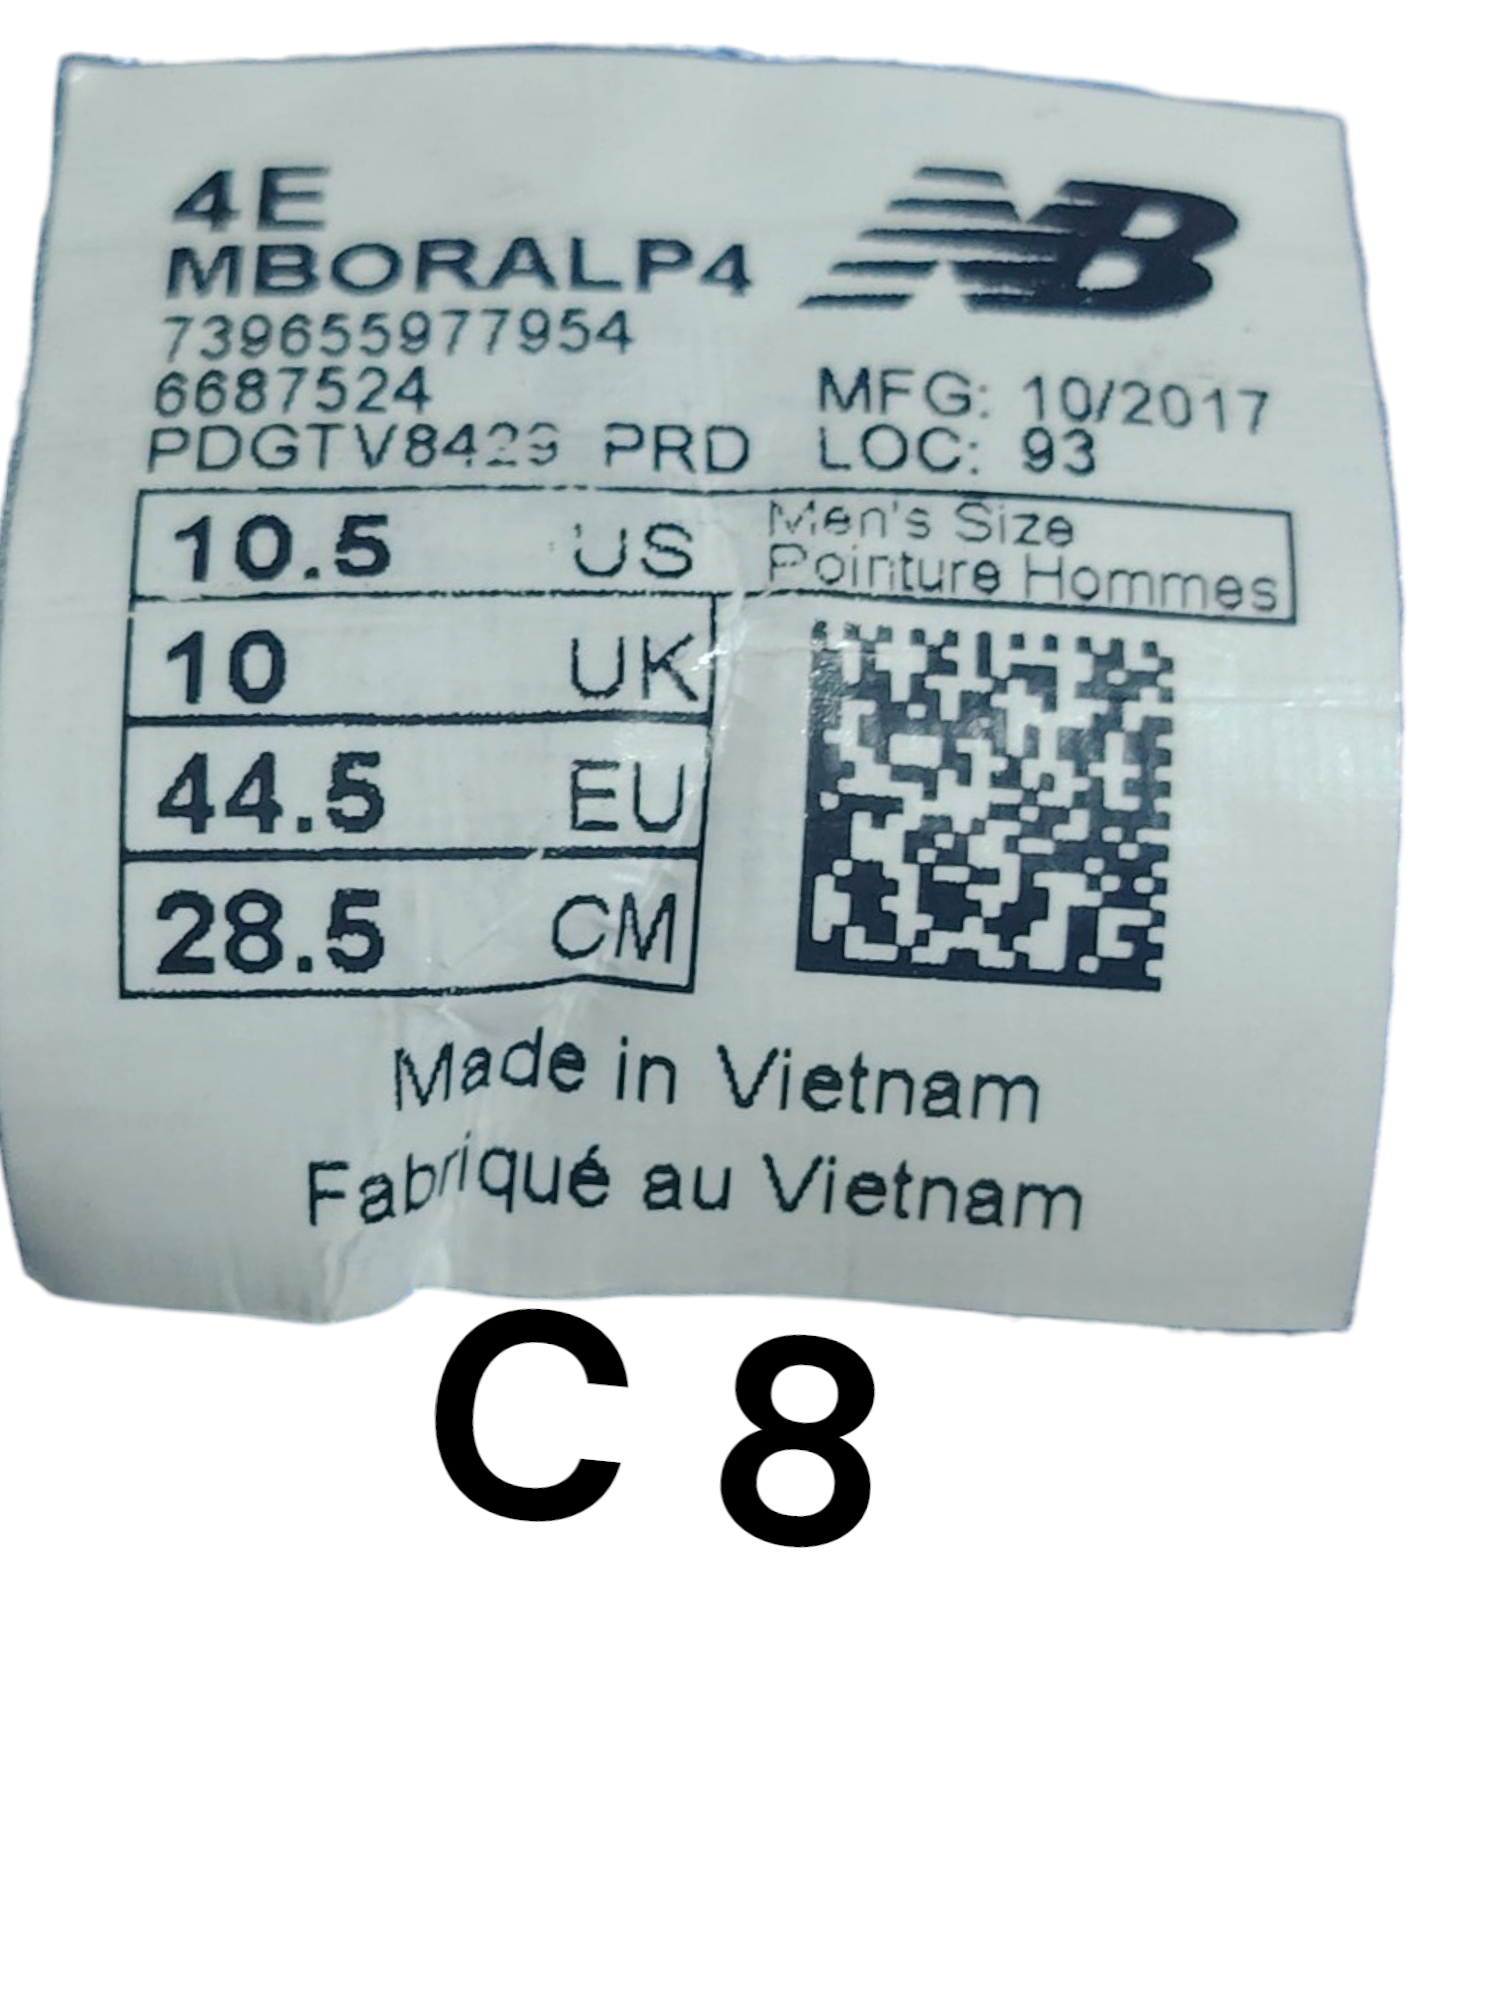 4E
MBORALP4
NB
739655977954
6687524
MFG: 10/2017
PDGTV8429 PRD
LOC: 93
10.5 US
Men's Size
Pointure Hommes
10 UK
44.5 EU
28.5 CM
Made in Vietnam
Fabriqué au Vietnam
C 8